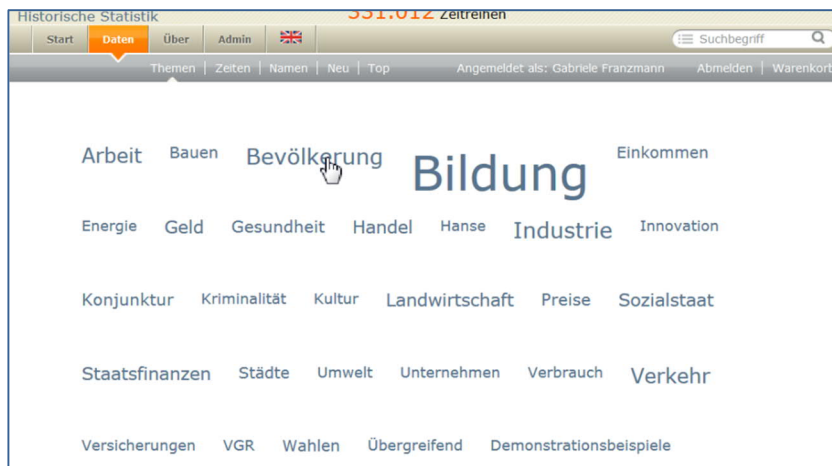 Historische Statistik
331.012 Zeitreihen
Start Daten Über Admin Suchbegriff
Themen | Zeiten | Namen | Neu | Top Angemeldet als: Gabriele Franzmann Abmelden | Warenkorb
Arbeit Bauen Bevölkerung Bildung Einkommen
Energie Geld Gesundheit Handel Hanse Industrie Innovation
Konjunktur Kriminalität Kultur Landwirtschaft Preise Sozialstaat
Staatsfinanzen Städte Umwelt Unternehmen Verbrauch Verkehr
Versicherungen VGR Wahlen Übergreifend Demonstrationsbeispiele